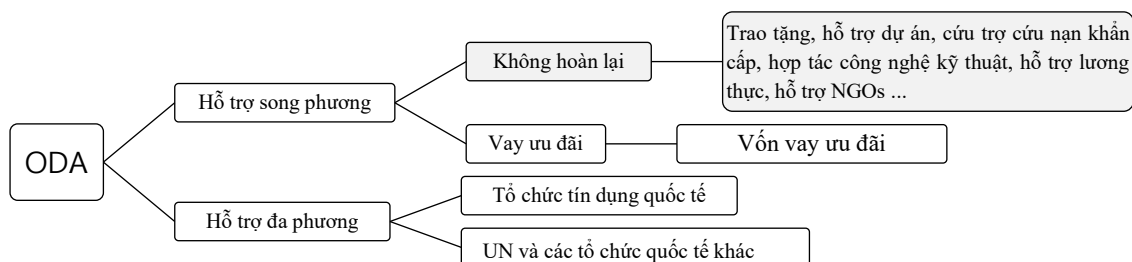 ODA
Hỗ trợ song phương
Không hoàn lại
Trao tặng, hỗ trợ dự án, cứu trợ cứu nạn khẩn
cấp, hợp tác công nghệ kỹ thuật, hỗ trợ lương
thực, hỗ trợ NGOs ...
Vay ưu đãi
Vốn vay ưu đãi
Hỗ trợ đa phương
Tổ chức tín dụng quốc tế
UN và các tổ chức quốc tế khác